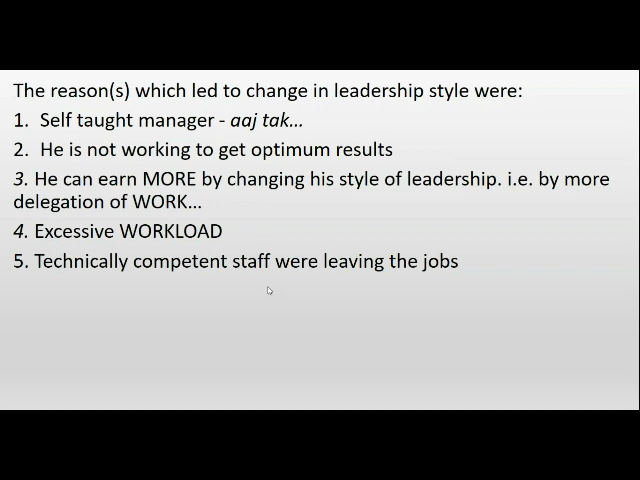 The reason(s) which led to change in leadership style were:
1. Self taught manager - aaj tak...
2. He is not working to get optimum results
3. He can earn MORE by changing his style of leadership. i.e. by more
delegation of WORK...
4. Excessive WORKLOAD
5. Technically competent staff were leaving the jobs